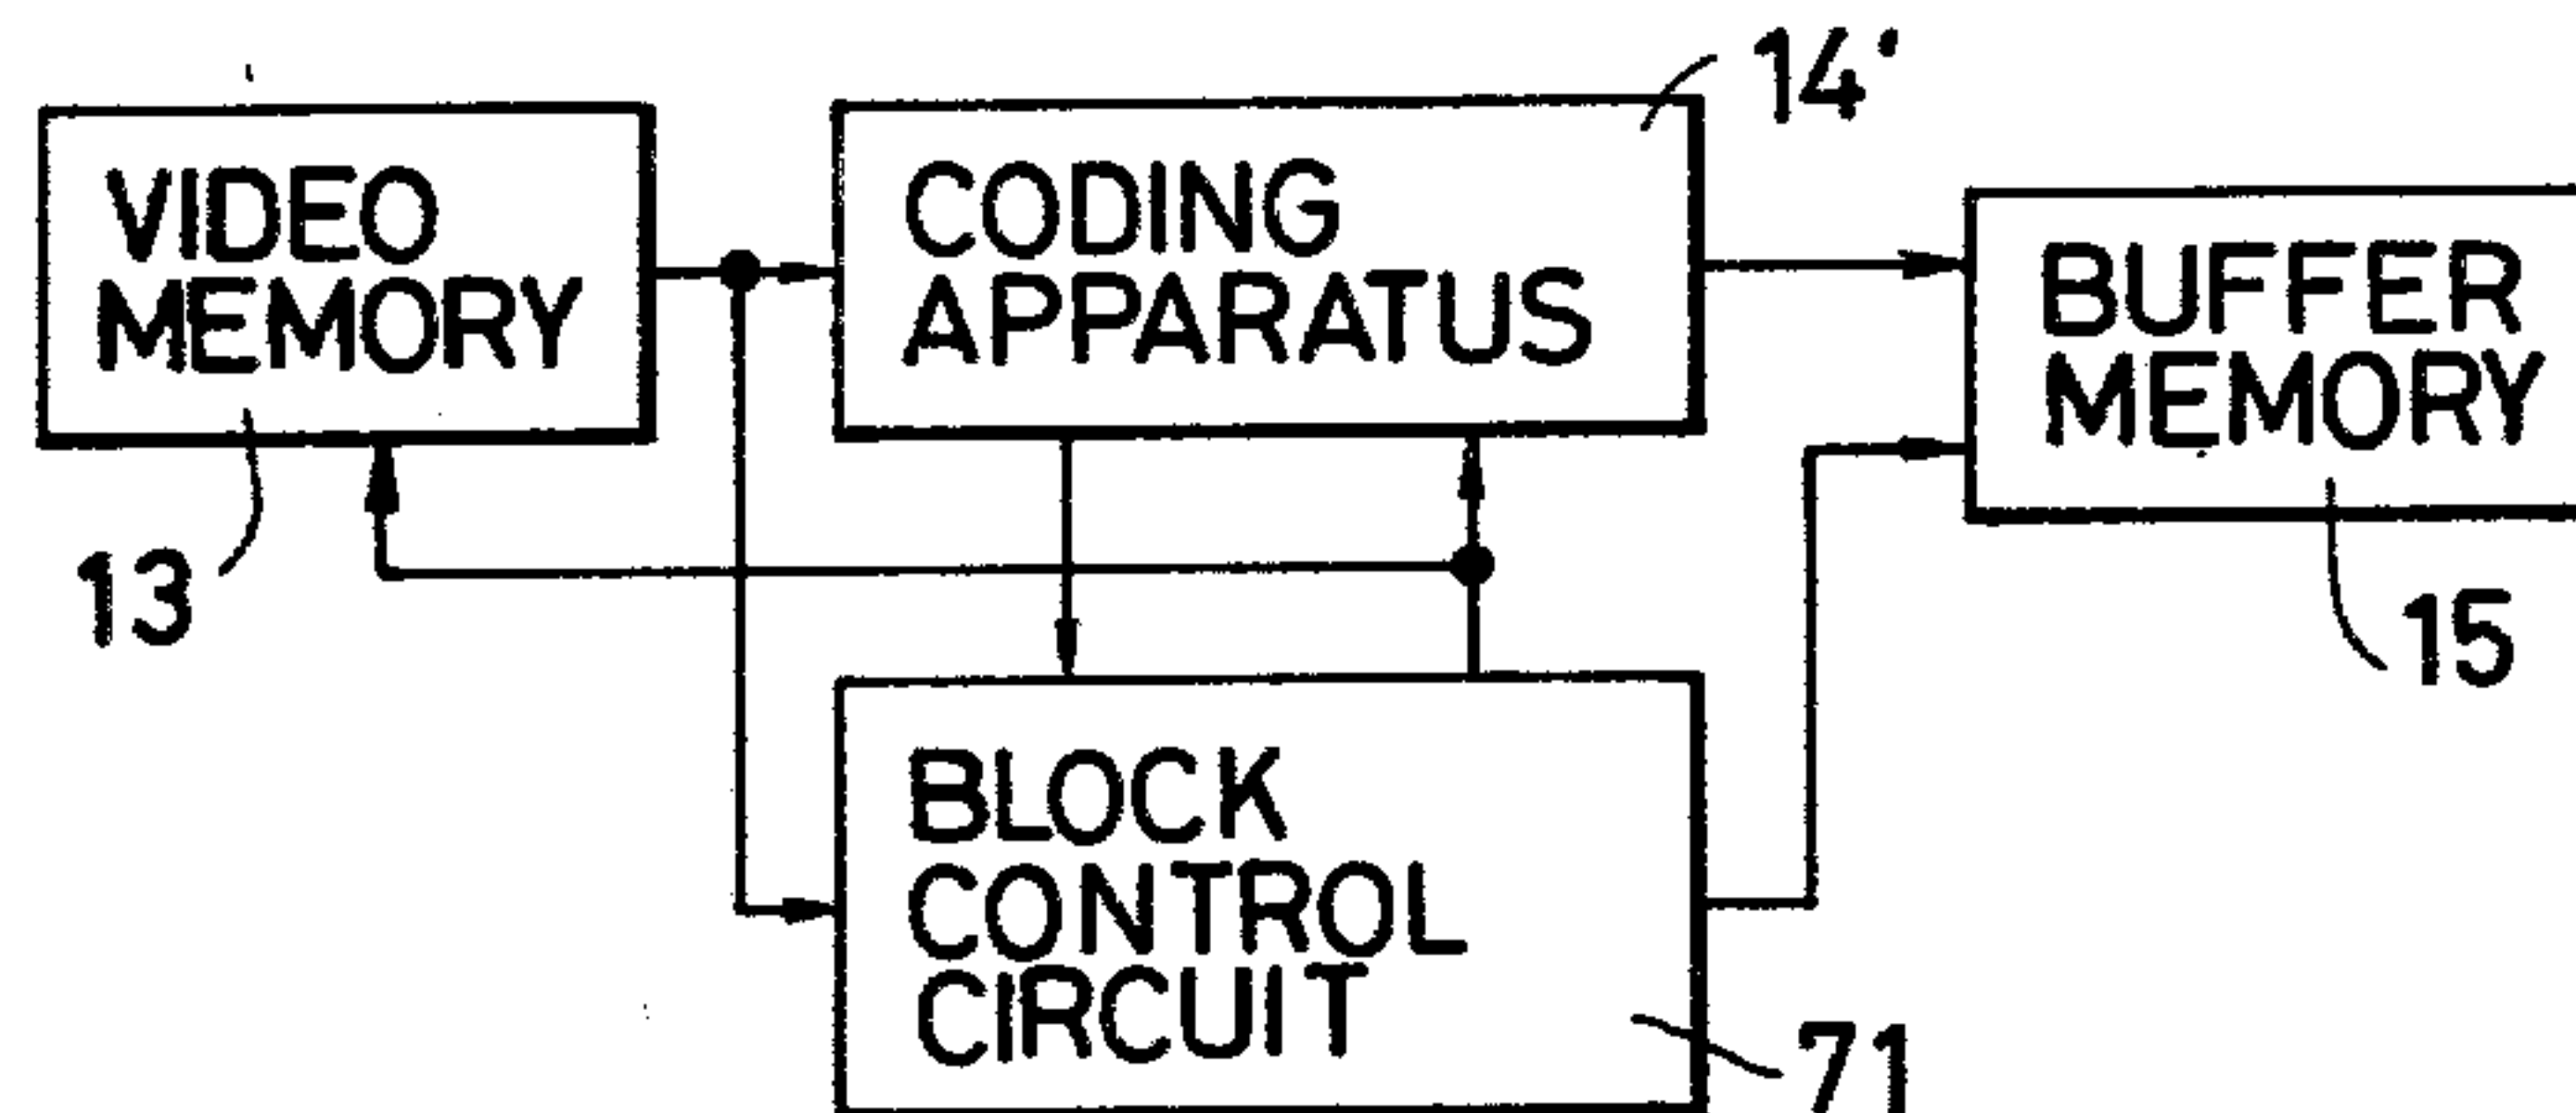 14'
VIDEO
MEMORY
CODING
APPARATUS
BUFFER
MEMORY
13
15
BLOCK
CONTROL
CIRCUIT
71